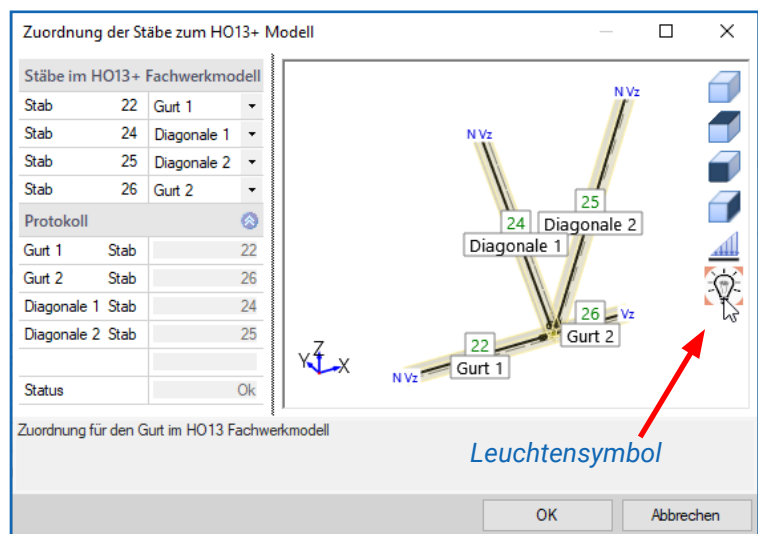 Zuordnung der Stäbe zum HO13+ Modell
Stäbe im HO13+ Fachwerkmodell
Stab 22 Gurt 1
Stab 24 Diagonale 1
Stab 25 Diagonale 2
Stab 26 Gurt 2
Protokoll
Gurt 1 Stab 22
Gurt 2 Stab 26
Diagonale 1 Stab 24
Diagonale 2 Stab 25
Status Ok
N Vz
N Vz
25
24 Diagonale 2
Diagonale 1
26 Vz
22 Gurt 2
Gurt 1
N Vz
Z
Y X
Zuordnung für den Gurt im HO13 Fachwerkmodell
Leuchtensymbol
OK Abbrechen